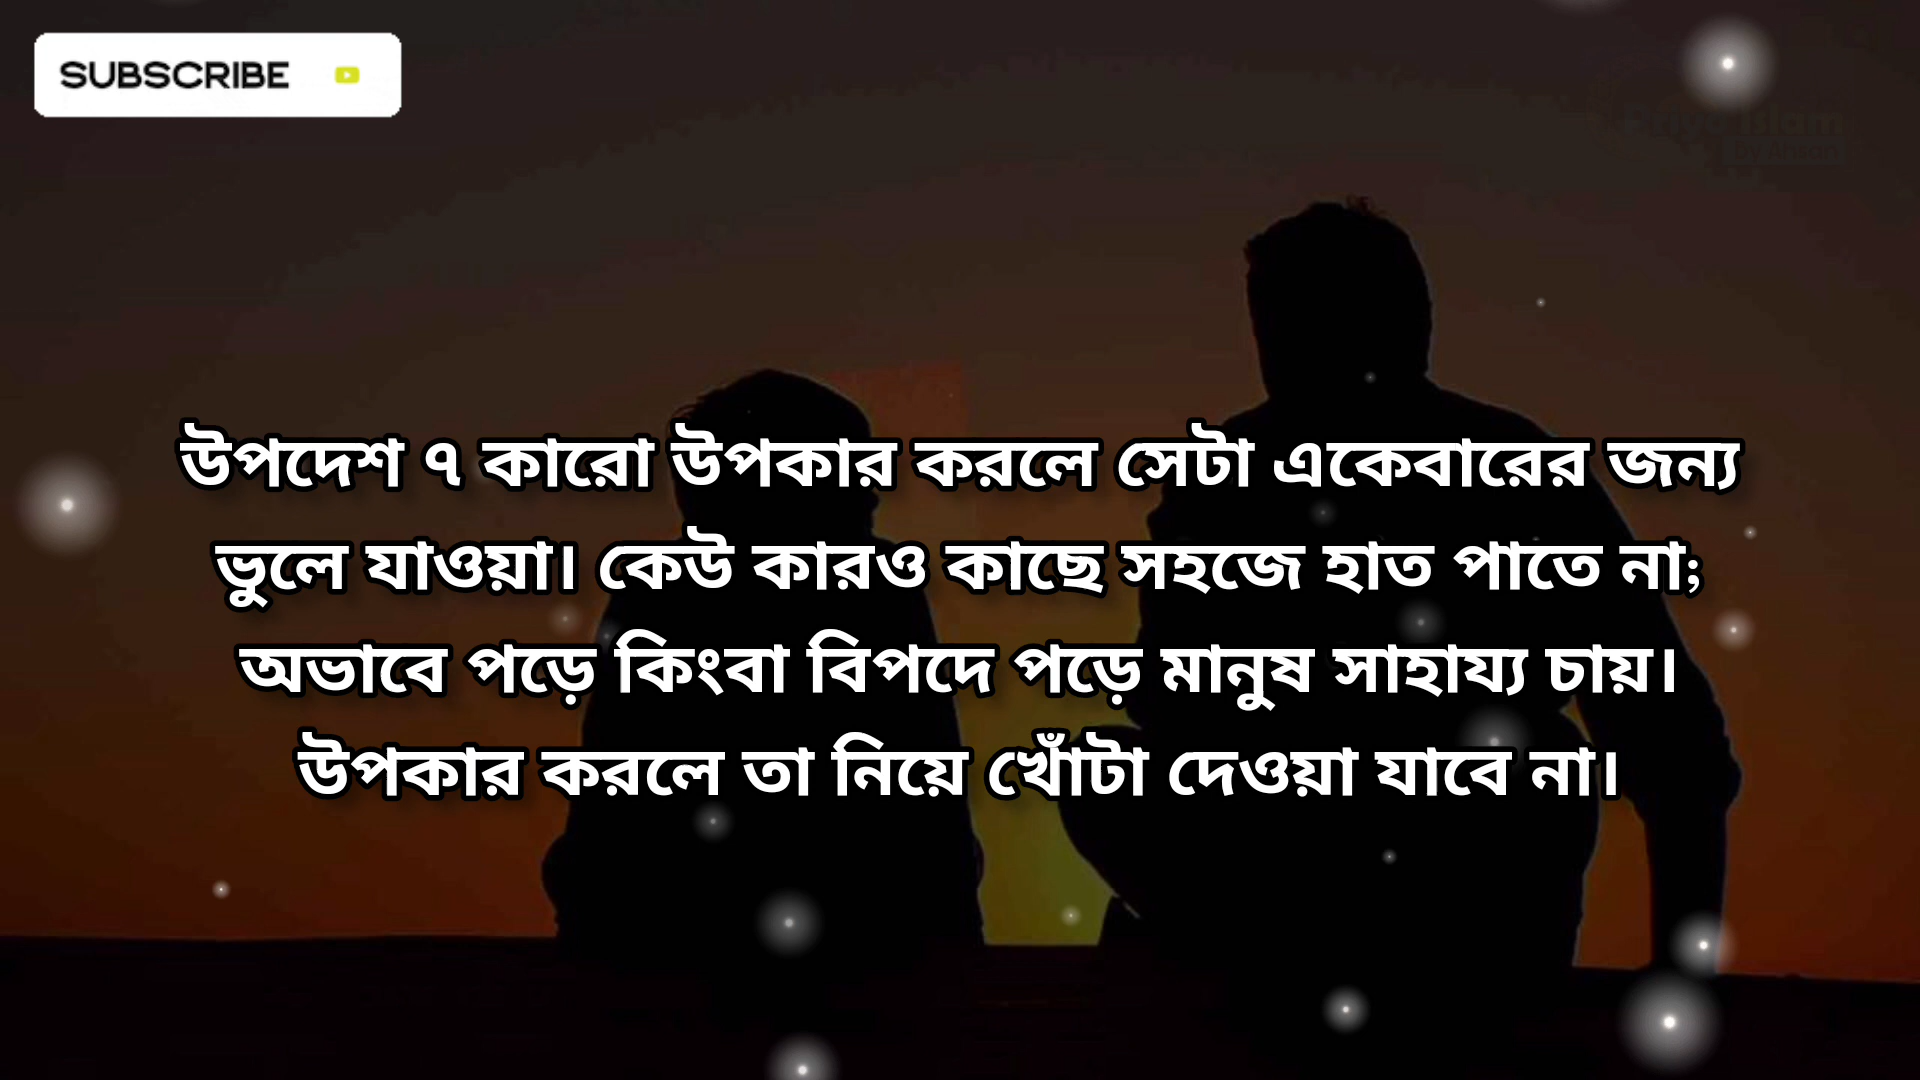 SUBSCRIBE
উপদেশ ৭ কারো উপকার করলে সেটা একেবারের জন্য
ভুলে যাওয়া। কেউ কারও কাছে সহজে হাত পাতে না;
অভাবে পড়ে কিংবা বিপদে পড়ে মানুষ সাহায্য চায়।
উপকার করলে তা নিয়ে খোঁটা দেওয়া যাবে না।